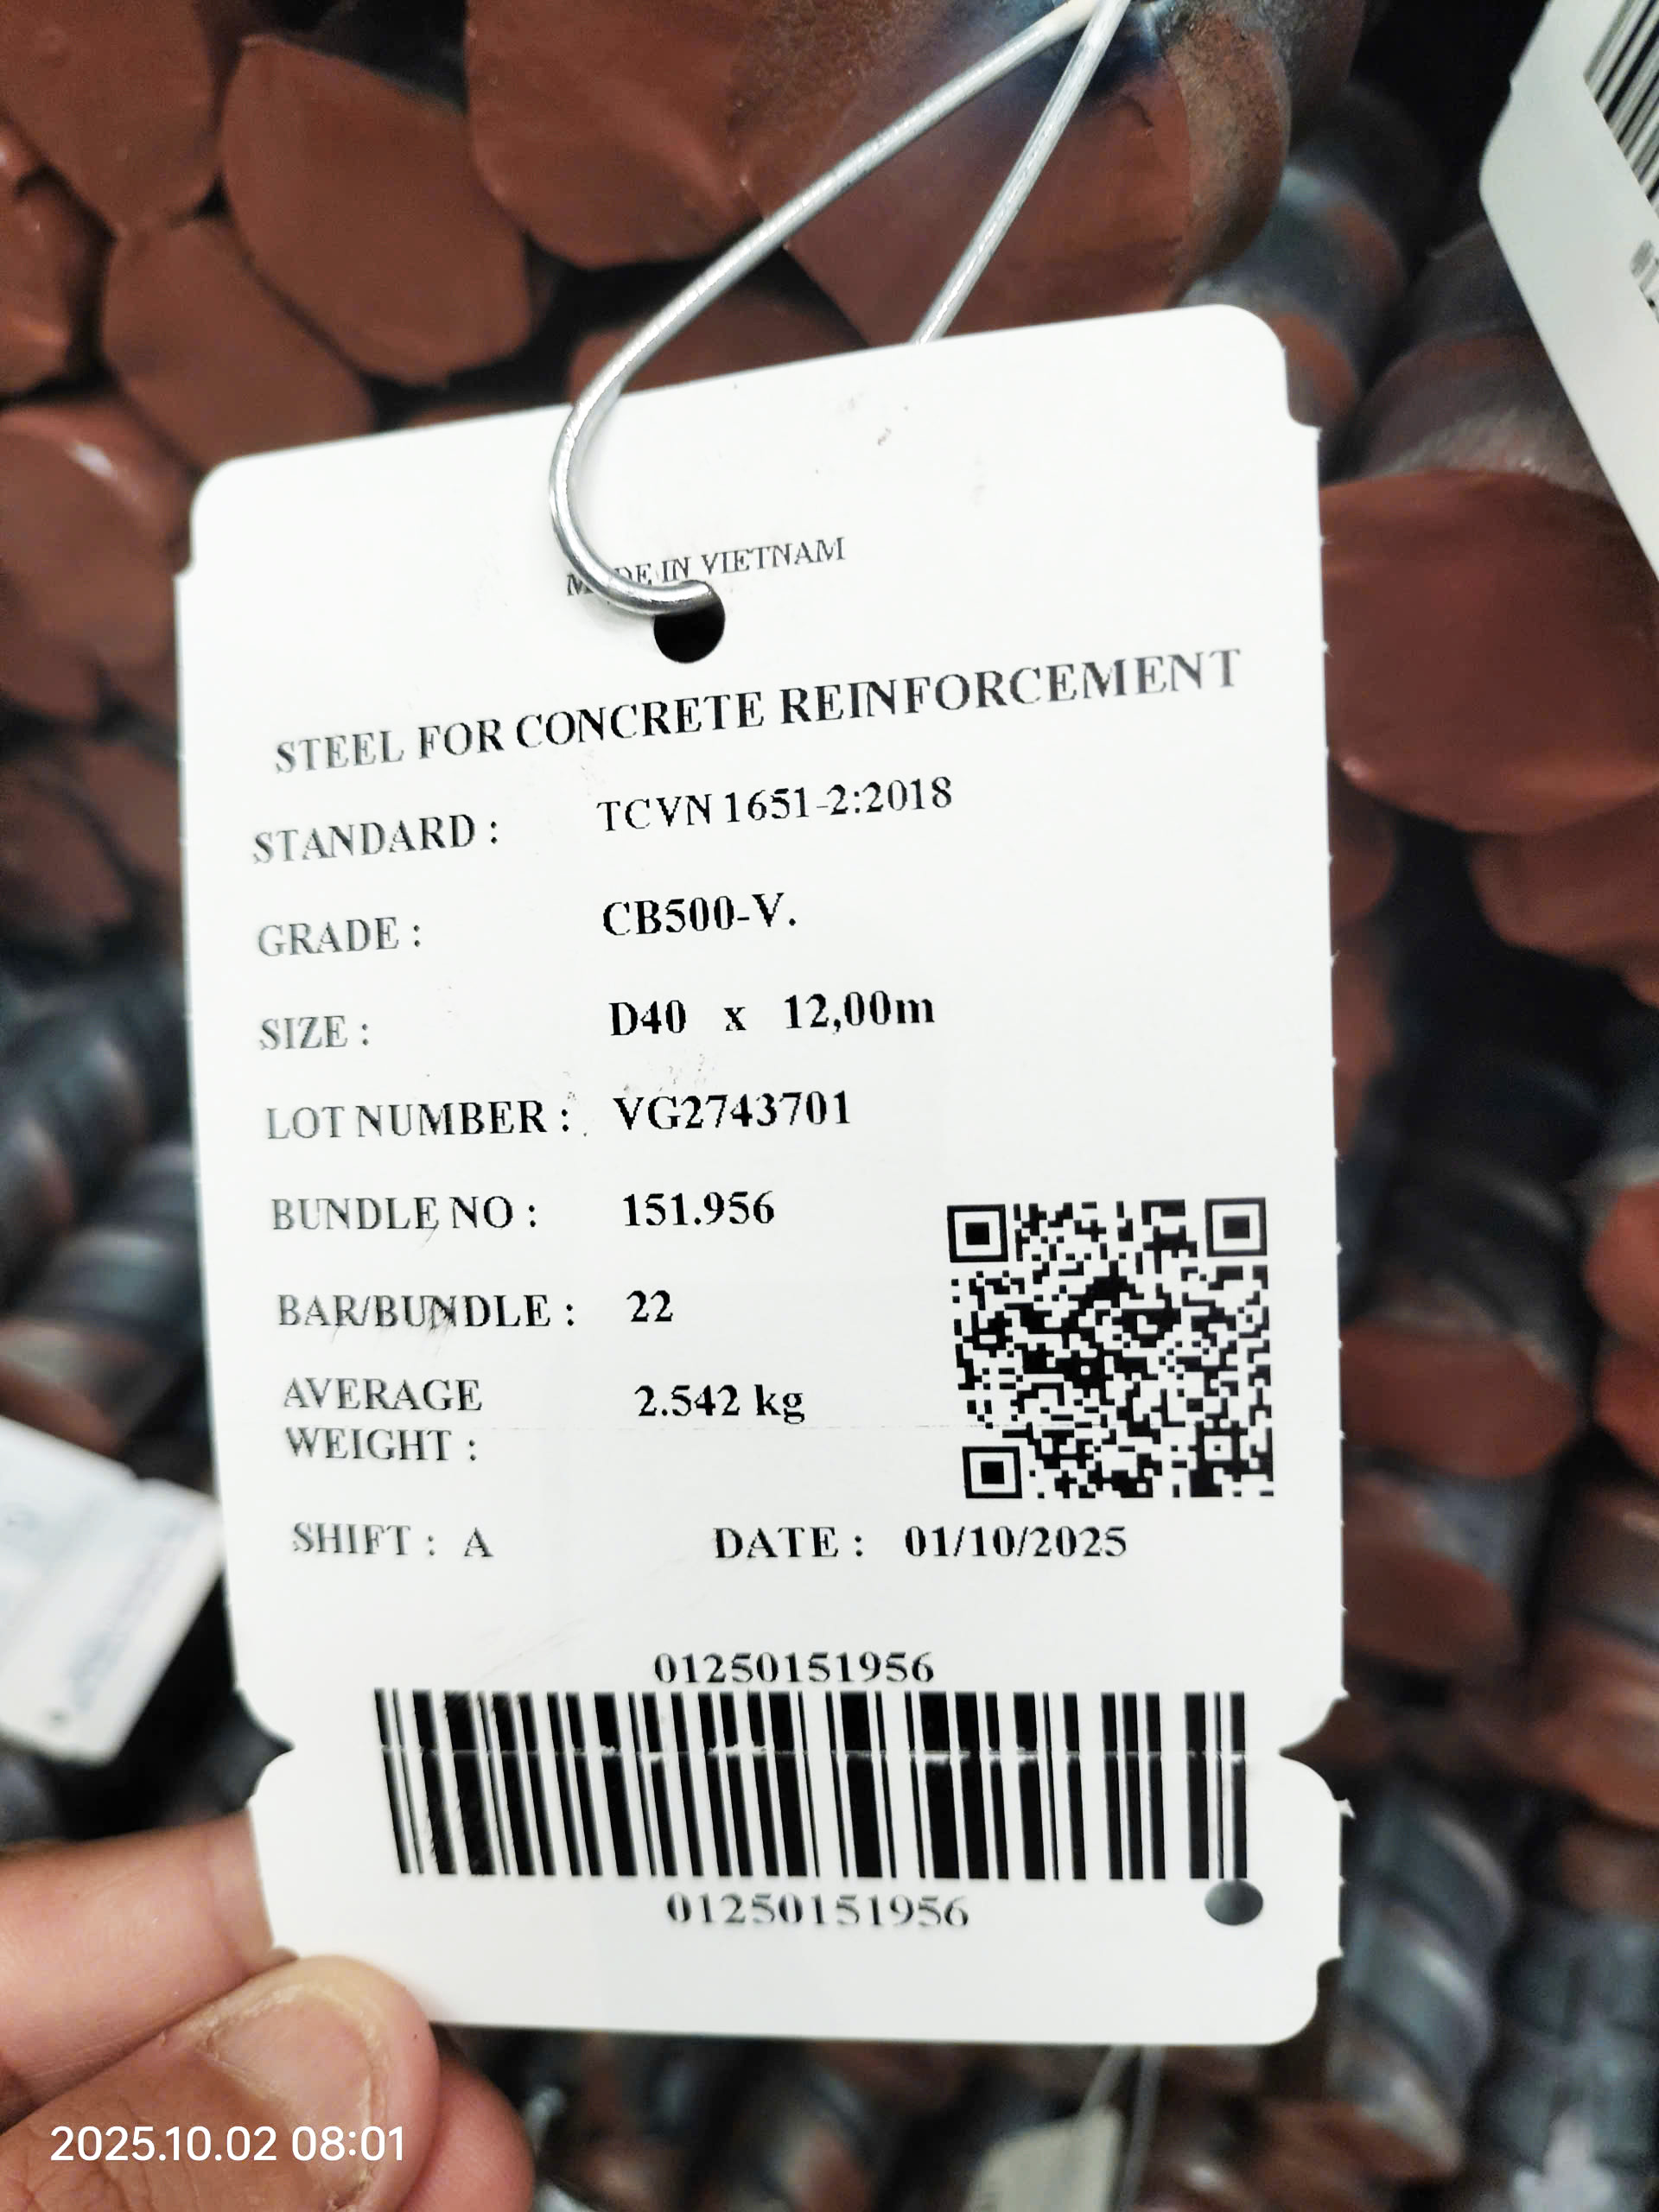 MADE IN VIETNAM
STEEL FOR CONCRETE REINFORCEMENT
STANDARD : TCVN 1651-2:2018
GRADE : CB500-V.
SIZE : D40 x 12,00m
LOT NUMBER : VG2743701
BUNDLE NO : 151.956
BAR/BUNDLE : 22
AVERAGE WEIGHT : 2.542 kg
SHIFT : A DATE : 01/10/2025
01250151956
01250151956
2025.10.02 08:01